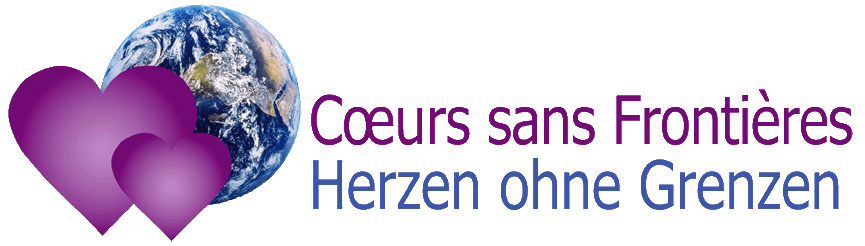 Cœurs sans Frontières
Herzen ohne Grenzen